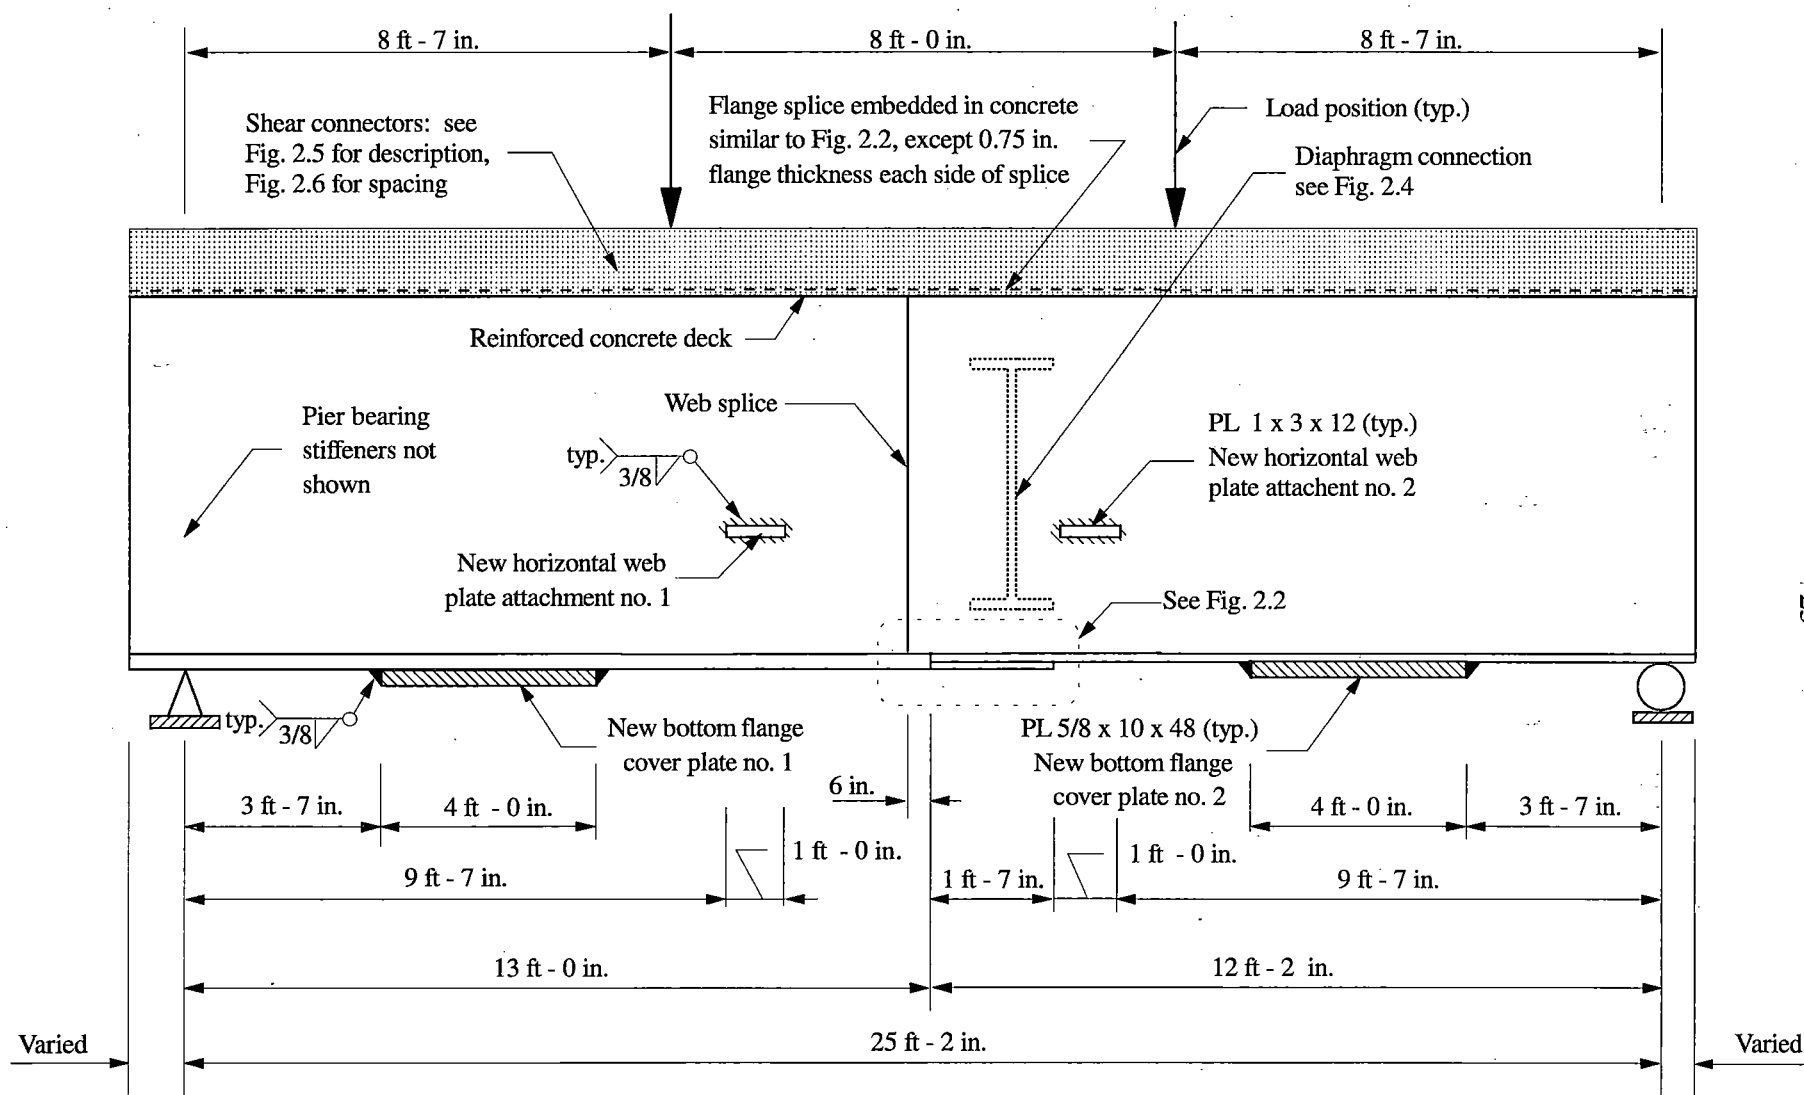 8 ft - 7 in.
8 ft - 0 in.
8 ft - 7 in.
Shear connectors: see
Fig. 2.5 for description,
Fig. 2.6 for spacing
Flange splice embedded in concrete
similar to Fig. 2.2, except 0.75 in.
flange thickness each side of splice
Load position (typ.)
Diaphragm connection
see Fig. 2.4
Reinforced concrete deck
Pier bearing
stiffeners not
shown
Web splice
typ.
3/8
PL 1 x 3 x 12 (typ.)
New horizontal web
plate attachent no. 2
New horizontal web
plate attachment no. 1
See Fig. 2.2
typ.
3/8
New bottom flange
cover plate no. 1
PL 5/8 x 10 x 48 (typ.)
New bottom flange
cover plate no. 2
6 in.
3 ft - 7 in.
4 ft - 0 in.
4 ft - 0 in.
3 ft - 7 in.
1 ft - 0 in.
1 ft - 0 in.
9 ft - 7 in.
1 ft - 7 in.
9 ft - 7 in.
13 ft - 0 in.
12 ft - 2 in.
Varied
25 ft - 2 in.
Varied